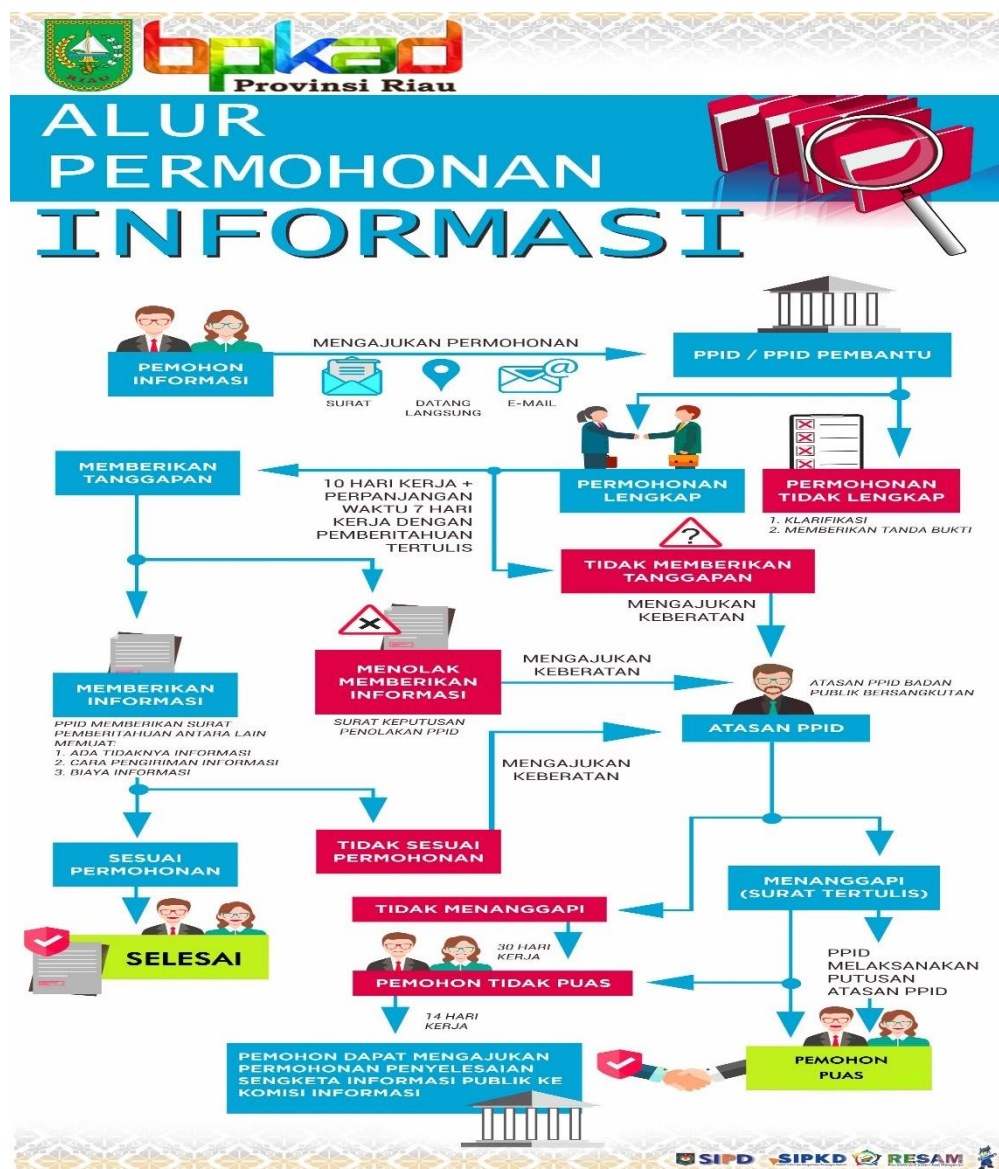 RIAU
bpkad
Provinsi Riau
ALUR
PERMOHONAN
INFORMASI
PEMOHON
INFORMASI
MENGAJUKAN PERMOHONAN
SURAT
DATANG
LANGSUNG
E-MAIL
PPID / PPID PEMBANTU
MEMBERIKAN
TANGGAPAN
10 HARI KERJA +
PERPANJANGAN
WAKTU 7 HARI
KERJA DENGAN
PEMBERITAHUAN
TERTULIS
PERMOHONAN
LENGKAP
PERMOHONAN
TIDAK LENGKAP
1. KLARIFIKASI
2. MEMBERIKAN TANDA BUKTI
?
TIDAK MEMBERIKAN
TANGGAPAN
MENGAJUKAN
KEBERATAN
MEMBERIKAN
INFORMASI
PPID MEMBERIKAN SURAT
PEMBERITAHUAN ANTARA LAIN
MEMUAT:
1. ADA TIDAKNYA INFORMASI
2. CARA PENGIRIMAN INFORMASI
3. BIAYA INFORMASI
MENOLAK
MEMBERIKAN
INFORMASI
SURAT KEPUTUSAN
PENOLAKAN PPID
MENGAJUKAN
KEBERATAN
ATASAN PPID BADAN
PUBLIK BERSANGKUTAN
ATASAN PPID
MENGAJUKAN
KEBERATAN
SESUAI
PERMOHONAN
TIDAK SESUAI
PERMOHONAN
SELESAI
TIDAK MENANGGAPI
MENANGGAPI
(SURAT TERTULIS)
30 HARI
KERJA
PEMOHON TIDAK PUAS
PPID
MELAKSANAKAN
PUTUSAN
ATASAN PPID
14 HARI
KERJA
PEMOHON DAPAT MENGAJUKAN
PERMOHONAN PENYELESAIAN
SENGKETA INFORMASI PUBLIK KE
KOMISI INFORMASI
PEMOHON
PUAS
SIPD
SIPKD
RESAM